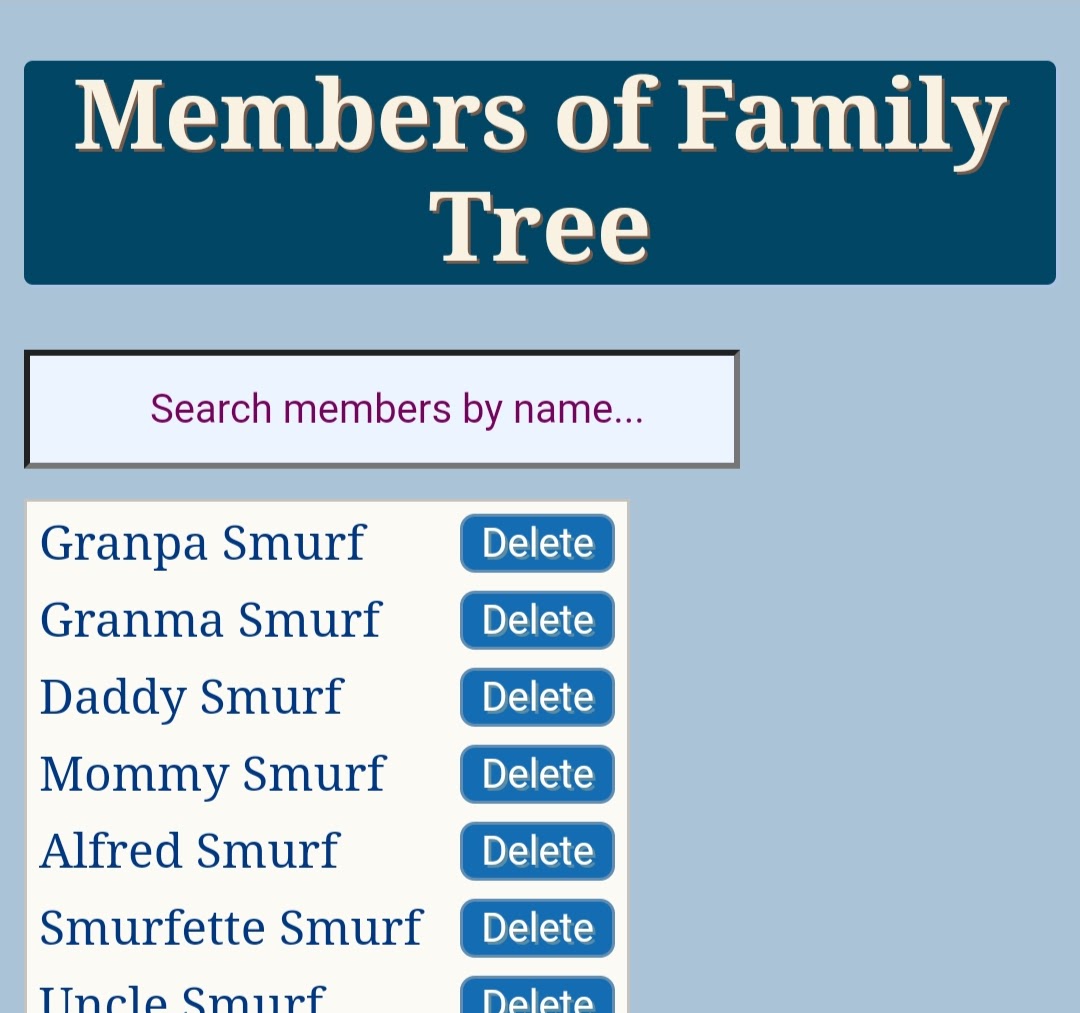 Members of Family
Tree
Search members by name...
Granpa Smurf Delete
Granma Smurf Delete
Daddy Smurf Delete
Mommy Smurf Delete
Alfred Smurf Delete
Smurfette Smurf Delete
Uncle Smurf Delete